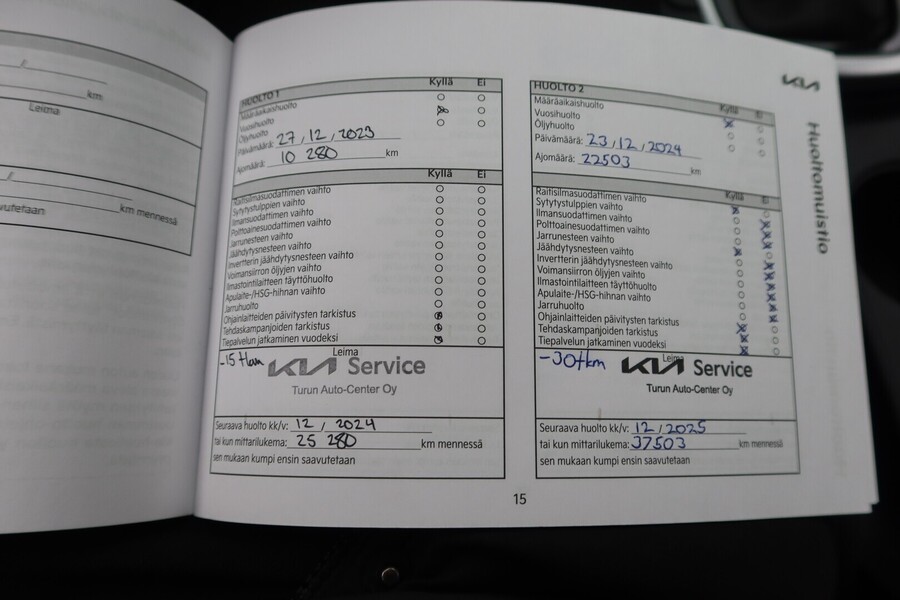 km
Leima
km mennessä
HUOLTO 1
Kyllä Ei
Määräaikaishuolto
Vuosihuolto
Öljyhuolto
Päivämäärä: 27 / 12 / 2023
Ajomäärä: 10 280 km
Kyllä Ei
Raitisilmasuodattimen vaihto
Sytytystulppien vaihto
Ilmansuodattimen vaihto
Polttoainesuodattimen vaihto
Jarrunesteen vaihto
Jäähdytysnesteen vaihto
Invertterin jäähdytysnesteen vaihto
Voimansiirron öljyjen vaihto
Ilmastointilaitteen täyttöhuolto
Apulaite-/HSG-hihnan vaihto
Jarruhuolto
Ohjainlaitteiden päivitysten tarkistus
Tehdaskampanjoiden tarkistus
Tiepalvelun jatkaminen vuodeksi
Leima
-15 tkm KIA Service
Turun Auto-Center Oy
Seuraava huolto kk/v: 12 / 2024
tai kun mittarilukema: 25 280 km mennessä
sen mukaan kumpi ensin saavutetaan
HUOLTO 2
Kyllä Ei
Määräaikaishuolto
Vuosihuolto
Öljyhuolto
Päivämäärä: 23 / 12 / 2024
Ajomäärä: 22503 km
Kyllä Ei
Raitisilmasuodattimen vaihto
Sytytystulppien vaihto
Ilmansuodattimen vaihto
Polttoainesuodattimen vaihto
Jarrunesteen vaihto
Jäähdytysnesteen vaihto
Invertterin jäähdytysnesteen vaihto
Voimansiirron öljyjen vaihto
Ilmastointilaitteen täyttöhuolto
Apulaite-/HSG-hihnan vaihto
Jarruhuolto
Ohjainlaitteiden päivitysten tarkistus
Tehdaskampanjoiden tarkistus
Tiepalvelun jatkaminen vuodeksi
Leima
-30tkm KIA Service
Turun Auto-Center Oy
Seuraava huolto kk/v: 12 / 2025
tai kun mittarilukema: 37503 km mennessä
sen mukaan kumpi ensin saavutetaan
KIA
Huoltomuistio
15